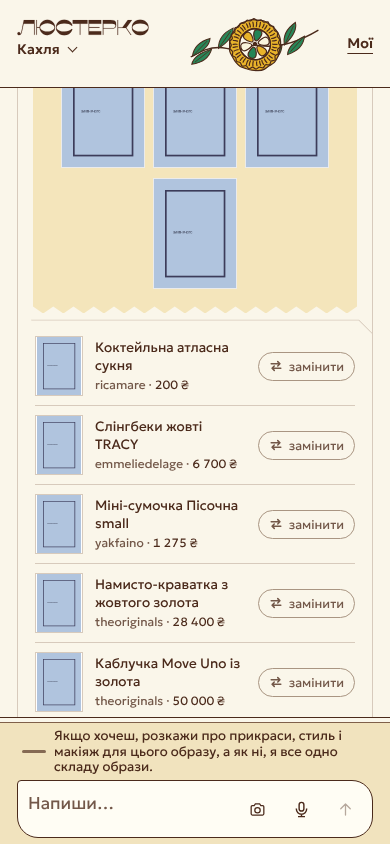 ЛЮСТЕРКО
Кахля
Мої
Коктейльна атласна
сукня
ricamare · 200 ₴
замінити
Слінгбеки жовті
TRACY
emmeliedelage · 6 700 ₴
замінити
Міні-сумочка Пісочна
small
yakfaino · 1 275 ₴
замінити
Намисто-краватка з
жовтого золота
theoriginals · 28 400 ₴
замінити
Каблучка Move Uno із
золота
theoriginals · 50 000 ₴
замінити
Якщо хочеш, розкажи про прикраси, стиль і
макіяж для цього образу, а як ні, я все одно
складу образи.
Напиши...